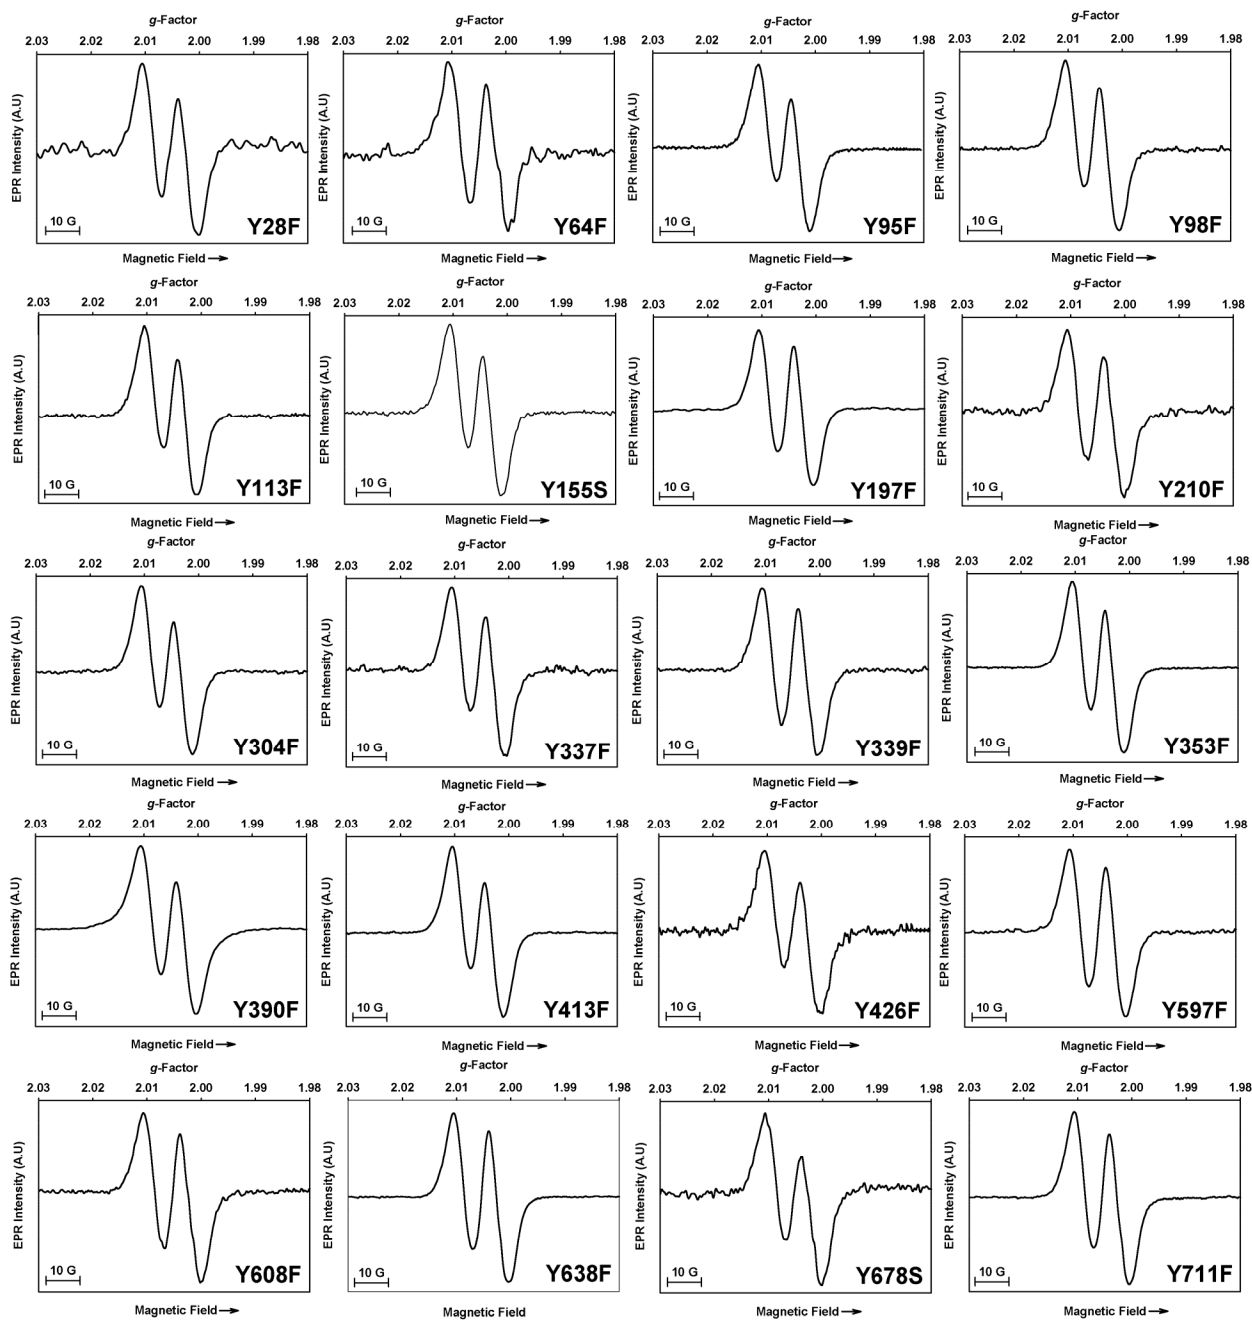 g-Factor g-Factor g-Factor g-Factor
2.03 2.02 2.01 2.00 1.99 1.98 2.03 2.02 2.01 2.00 1.99 1.98 2.03 2.02 2.01 2.00 1.99 1.98 2.03 2.02 2.01 2.00 1.99 1.98
EPR Intensity (A.U) EPR Intensity (A.U) EPR Intensity (A.U) EPR Intensity (A.U)
10 G Y28F 10 G Y64F 10 G Y95F 10 G Y98F
Magnetic Field Magnetic Field Magnetic Field Magnetic Field
g-Factor g-Factor g-Factor g-Factor
2.03 2.02 2.01 2.00 1.99 1.98 2.03 2.02 2.01 2.00 1.99 1.98 2.03 2.02 2.01 2.00 1.99 1.98 2.03 2.02 2.01 2.00 1.99 1.98
EPR Intensity (A.U) EPR Intensity (A.U) EPR Intensity (A.U) EPR Intensity (A.U)
10 G Y113F 10 G Y155S 10 G Y197F 10 G Y210F
Magnetic Field Magnetic Field Magnetic Field Magnetic Field
g-Factor g-Factor g-Factor g-Factor
2.03 2.02 2.01 2.00 1.99 1.98 2.03 2.02 2.01 2.00 1.99 1.98 2.03 2.02 2.01 2.00 1.99 1.98 2.03 2.02 2.01 2.00 1.99 1.98
EPR Intensity (A.U) EPR Intensity (A.U) EPR Intensity (A.U) EPR Intensity (A.U)
10 G Y304F 10 G Y337F 10 G Y339F 10 G Y353F
Magnetic Field Magnetic Field Magnetic Field Magnetic Field
g-Factor g-Factor g-Factor g-Factor
2.03 2.02 2.01 2.00 1.99 1.98 2.03 2.02 2.01 2.00 1.99 1.98 2.03 2.02 2.01 2.00 1.99 1.98 2.03 2.02 2.01 2.00 1.99 1.98
EPR Intensity (A.U) EPR Intensity (A.U) EPR Intensity (A.U) EPR Intensity (A.U)
10 G Y390F 10 G Y413F 10 G Y426F 10 G Y597F
Magnetic Field Magnetic Field Magnetic Field Magnetic Field
g-Factor g-Factor g-Factor g-Factor
2.03 2.02 2.01 2.00 1.99 1.98 2.03 2.02 2.01 2.00 1.99 1.98 2.03 2.02 2.01 2.00 1.99 1.98 2.03 2.02 2.01 2.00 1.99 1.98
EPR Intensity (A.U) EPR Intensity (A.U) EPR Intensity (A.U) EPR Intensity (A.U)
10 G Y608F 10 G Y638F 10 G Y678S 10 G Y711F
Magnetic Field Magnetic Field Magnetic Field Magnetic Field